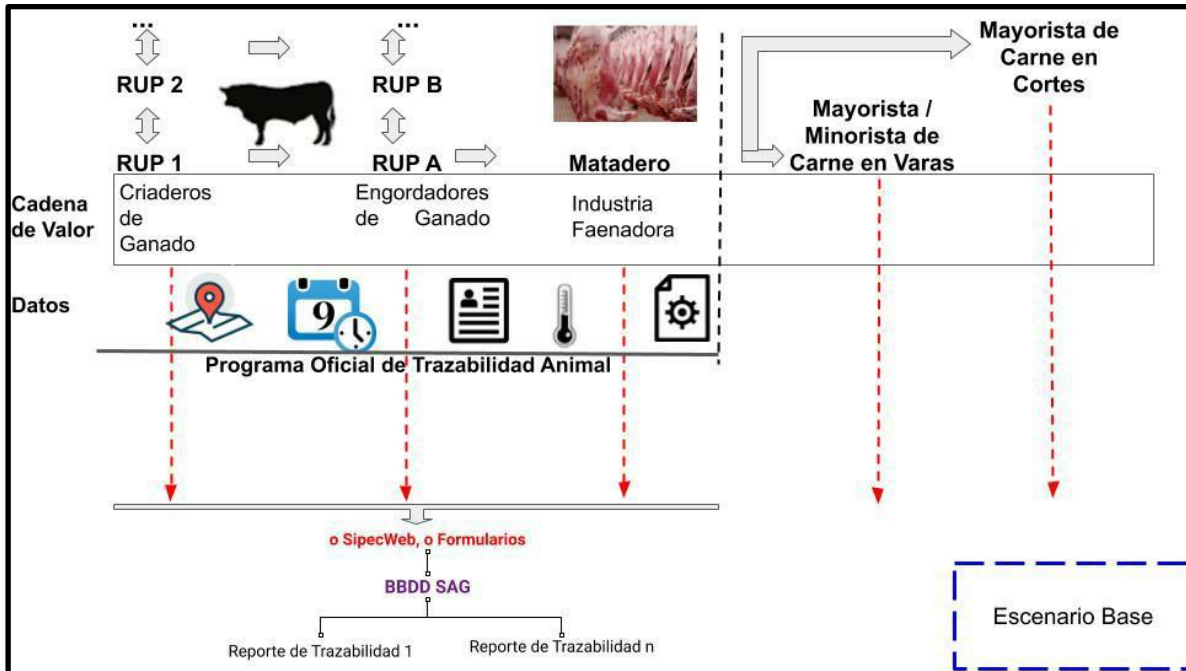 ...
...
RUP 2
RUP B
RUP 1
RUP A
Matadero
Mayorista /
Minorista de
Carne en Varas
Mayorista de
Carne en
Cortes
Cadena
de Valor
Criaderos
de
Ganado
Engordadores
de Ganado
Industria
Faenadora
Datos
9
Programa Oficial de Trazabilidad Animal
o SipecWeb, o Formularios
BBDD SAG
Reporte de Trazabilidad 1
Reporte de Trazabilidad n
Escenario Base